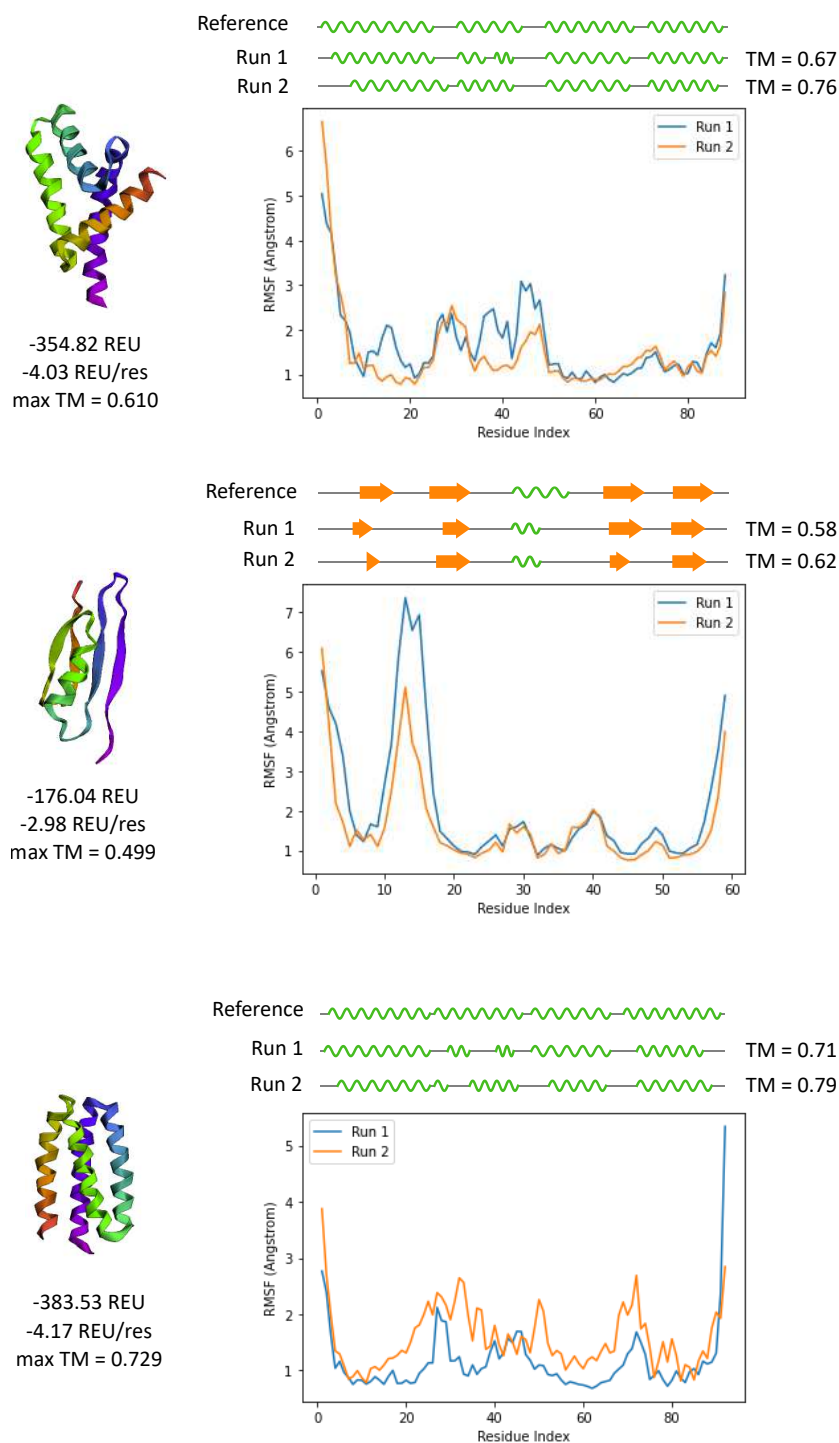 Reference
Run 1 TM = 0.67
Run 2 TM = 0.76
-354.82 REU
-4.03 REU/res
max TM = 0.610
Run 1
Run 2
RMSF (Angstrom)
6
5
4
3
2
1
0 20 40 60 80
Residue Index
Reference
Run 1 TM = 0.58
Run 2 TM = 0.62
-176.04 REU
-2.98 REU/res
max TM = 0.499
Run 1
Run 2
RMSF (Angstrom)
7
6
5
4
3
2
1
0 10 20 30 40 50 60
Residue Index
Reference
Run 1 TM = 0.71
Run 2 TM = 0.79
-383.53 REU
-4.17 REU/res
max TM = 0.729
Run 1
Run 2
RMSF (Angstrom)
5
4
3
2
1
0 20 40 60 80
Residue Index